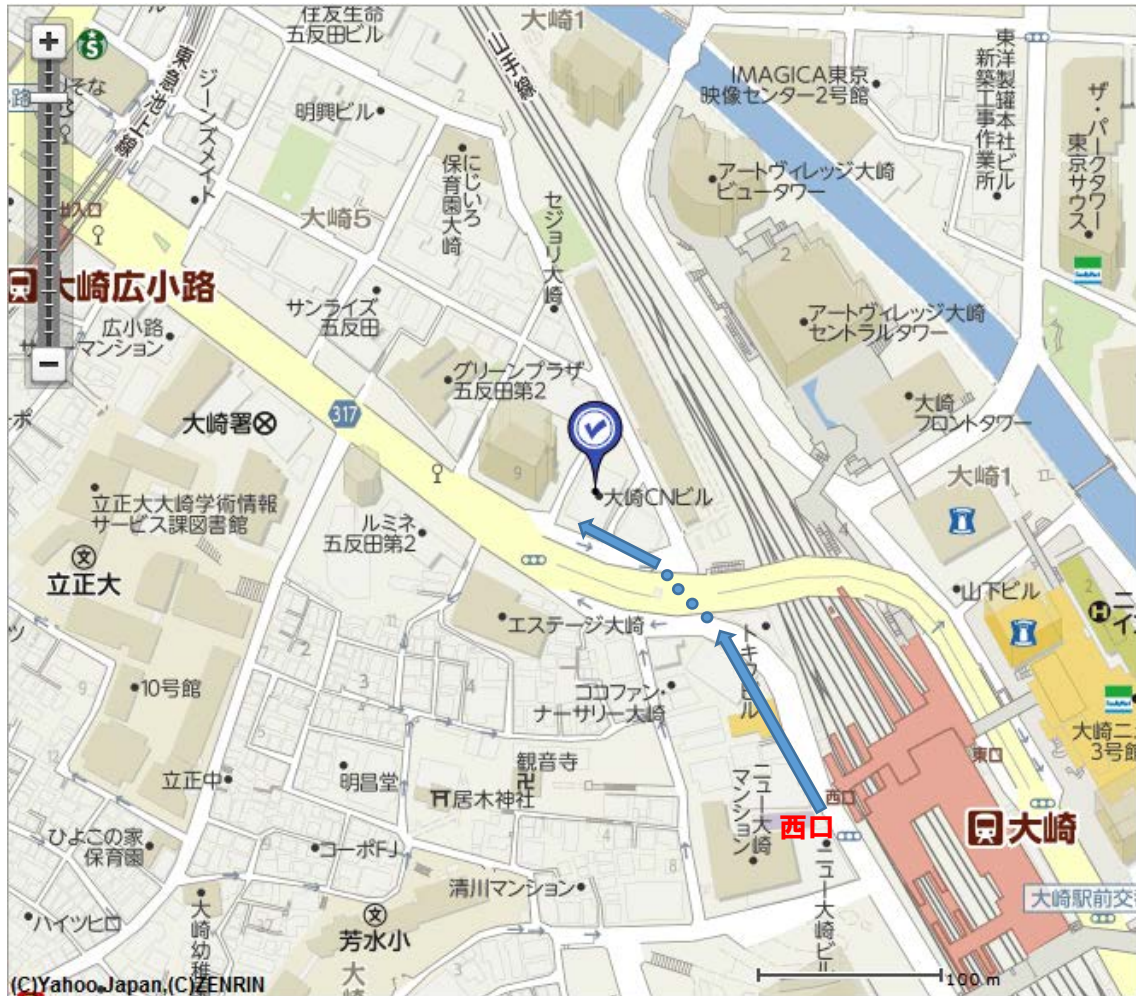 住友生命
五反田ビル
大崎1
山手線
IMAGICA東京
映像センター2号館
東洋製罐本社ビル
新築工事作業所
ザ・パークタワー
東京サウス
東急池上線
ジーンズメイト
明興ビル
にじいろ
保育園大崎
アートヴィレッジ大崎
ビュータワー
大崎5
セジョリ大崎
出入口
大崎広小路
広小路
マンション
サンライズ
五反田
アートヴィレッジ大崎
セントラルタワー
グリーンプラザ
五反田第2
317
大崎署
大崎
フロントタワー
大崎1
大崎CNビル
立正大大崎学術情報
サービス課図書館
ルミネ
五反田第2
立正大
山下ビル
エステージ大崎
トキワビル
10号館
ココファン・
ナーサリー大崎
大崎ニュ
3号館
東口
観音寺
立正中
明昌堂
居木神社
ニュー大崎
マンション
西口
西口
大崎
ひよこの家
保育園
コーポFJ
ニュー大崎ビル
清川マンション
大崎駅前交
ハイツヒロ
大崎幼稚
芳水小
100 m
(C)Yahoo Japan,(C)ZENRIN